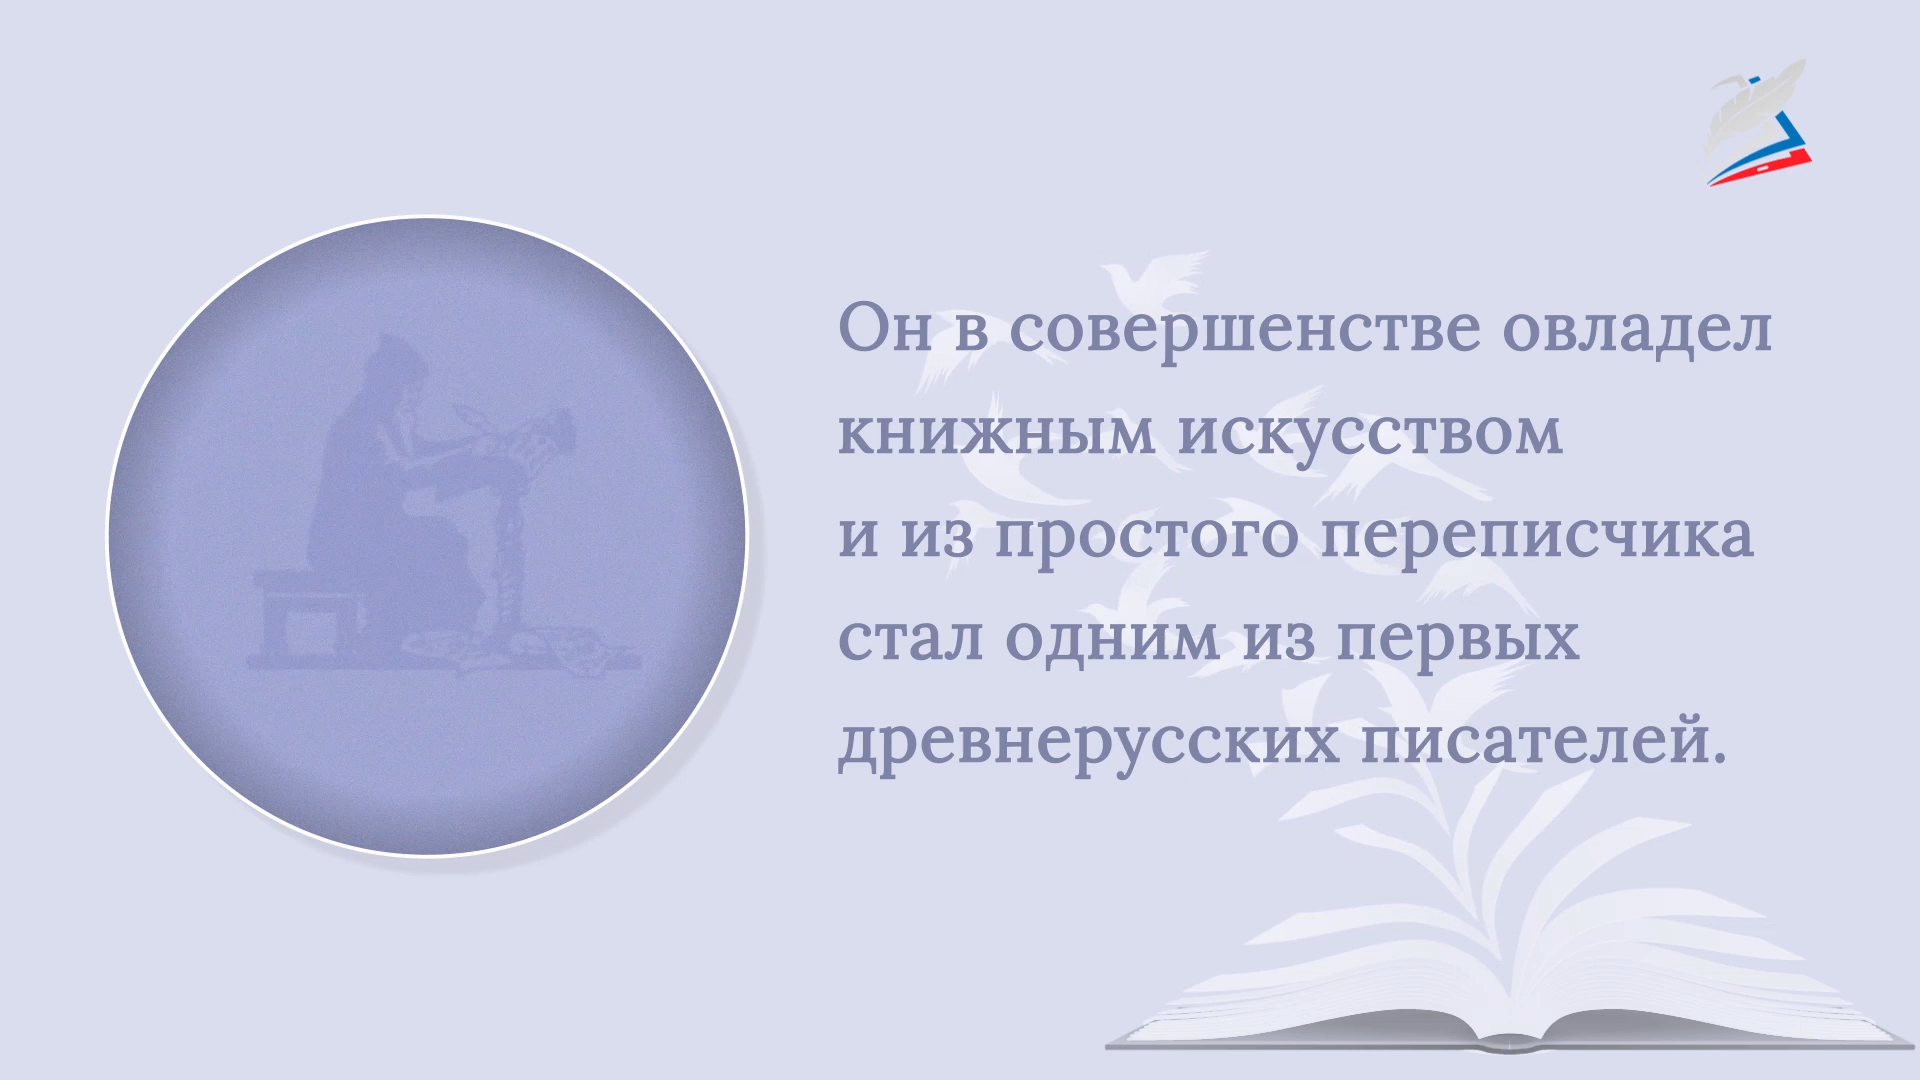 Он в совершенстве овладел
книжным искусством
и из простого переписчика
стал одним из первых
древнерусских писателей.